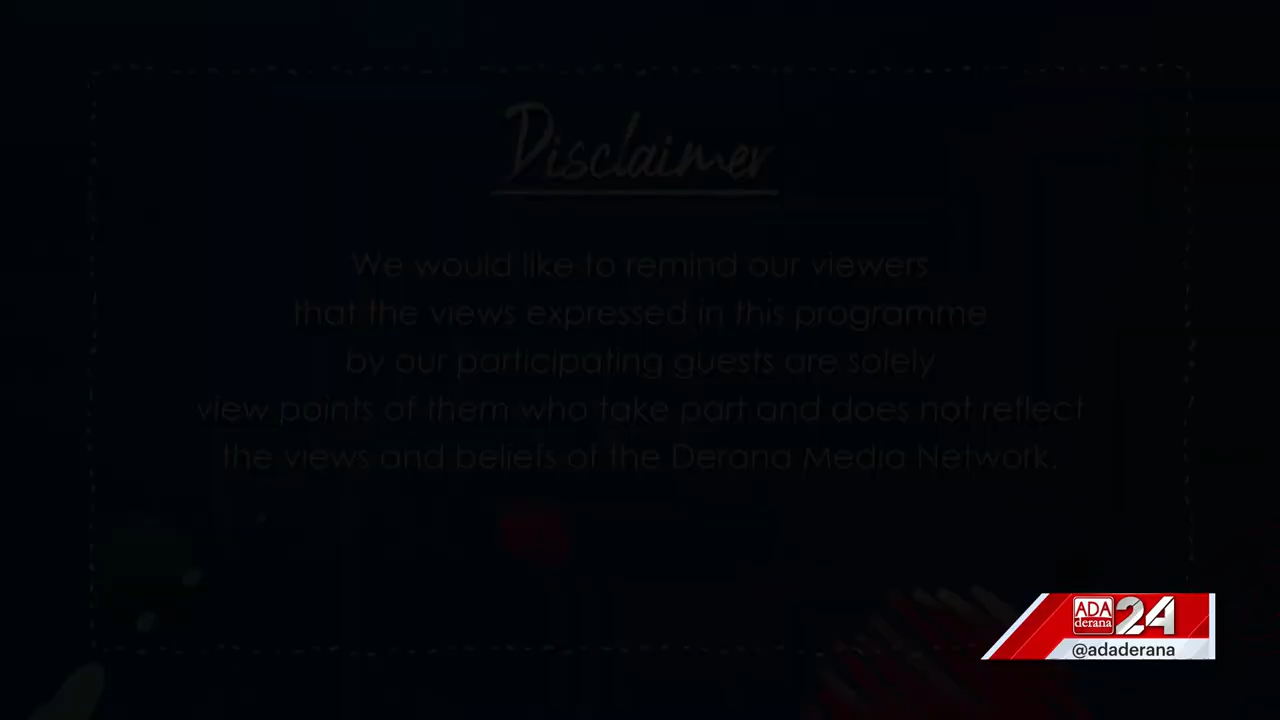 Disclaimer
We would like to remind our viewers
that the views expressed in this programme
by our participating guests are solely
view points of them who take part and does not reflect
the views and beliefs of the Derana Media Network.
ADA
derana
24
@adaderana